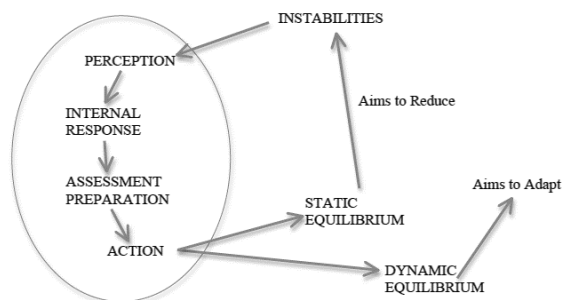 INSTABILITIES
PERCEPTION
INTERNAL
RESPONSE
ASSESSMENT
PREPARATION
ACTION
Aims to Reduce
STATIC
EQUILIBRIUM
Aims to Adapt
DYNAMIC
EQUILIBRIUM